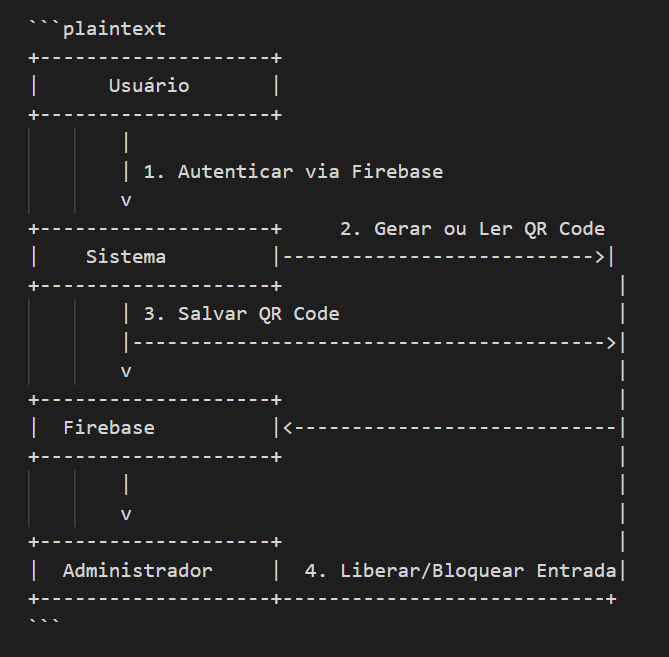 ```plaintext
+---------------------+
|      Usuário       |
+---------------------+
        |
        | 1. Autenticar via Firebase
        v
+---------------------+     2. Gerar ou Ler QR Code
|    Sistema         |--------------------------->|
+---------------------+                             |
        | 3. Salvar QR Code                        |
        |----------------------------------------->|
        v                                          |
+---------------------+                             |
|  Firebase          |<----------------------------|
+---------------------+                             |
        |                                          |
        v                                          |
+---------------------+                             |
|  Administrador     |  4. Liberar/Bloquear Entrada|
+---------------------+----------------------------+
```